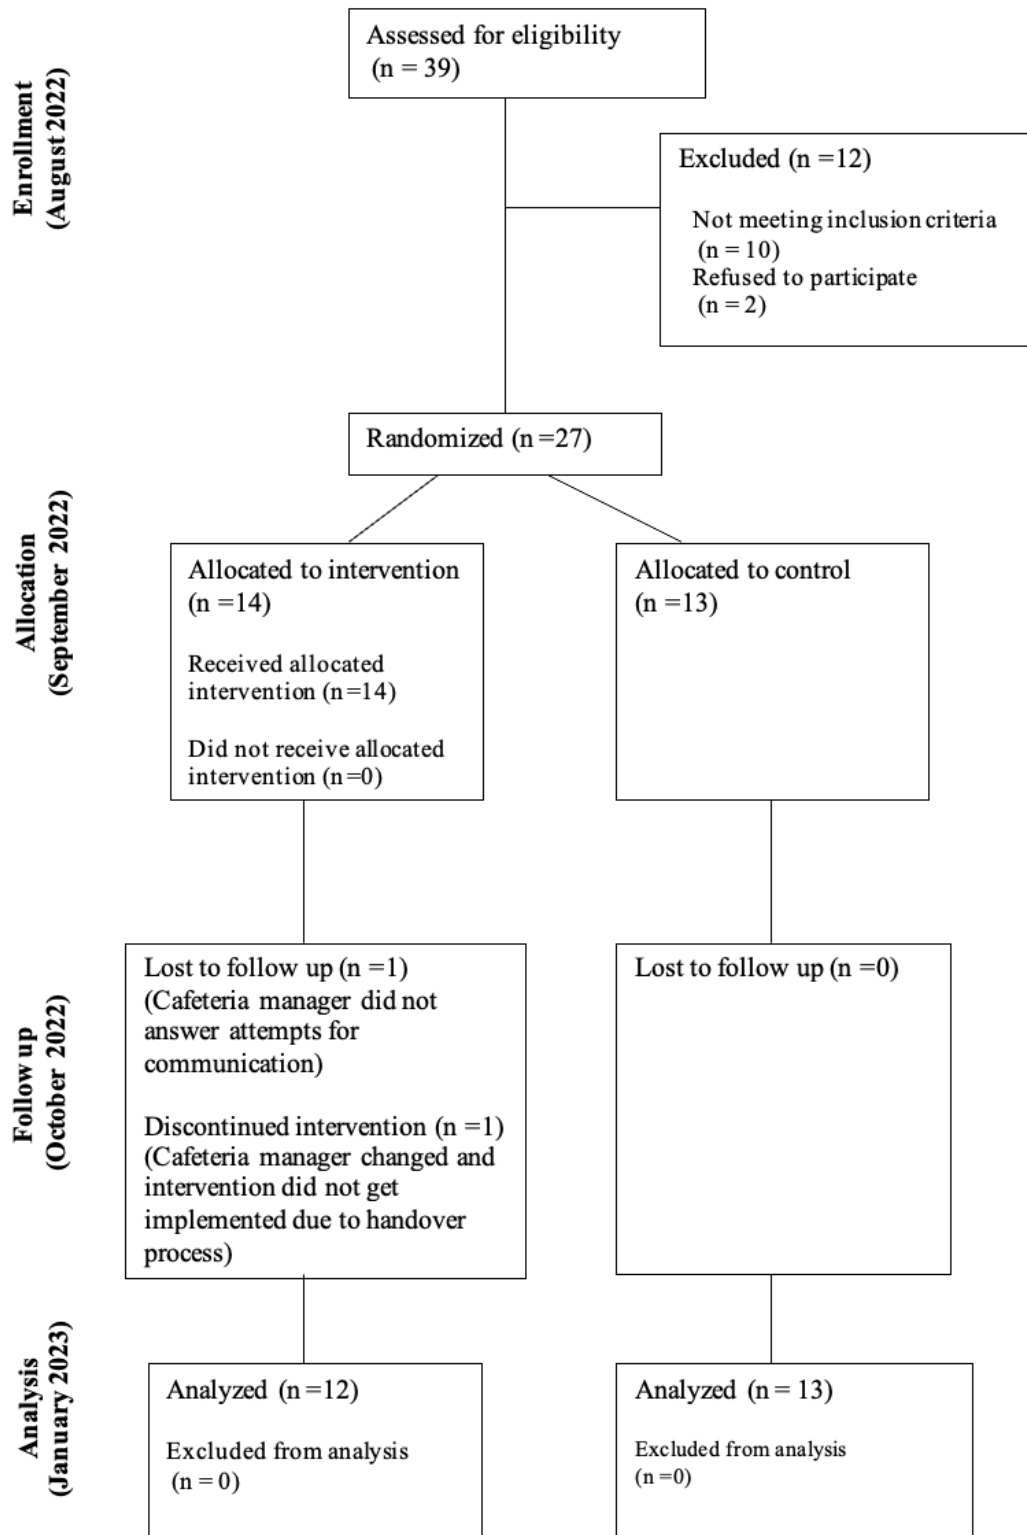 Enrollment
(August 2022)
Assessed for eligibility
(n = 39)
Excluded (n =12)
Not meeting inclusion criteria
(n = 10)
Refused to participate
(n = 2)
Randomized (n =27)
Allocation
(September 2022)
Allocated to intervention
(n =14)
Received allocated
intervention (n=14)
Did not receive allocated
intervention (n=0)
Allocated to control
(n =13)
Follow up
(October 2022)
Lost to follow up (n =1)
(Cafeteria manager did not
answer attempts for
communication)
Discontinued intervention (n =1)
(Cafeteria manager changed and
intervention did not get
implemented due to handover
process)
Lost to follow up (n =0)
Analysis
(January 2023)
Analyzed (n =12)
Excluded from analysis
(n = 0)
Analyzed (n = 13)
Excluded from analysis
(n =0)